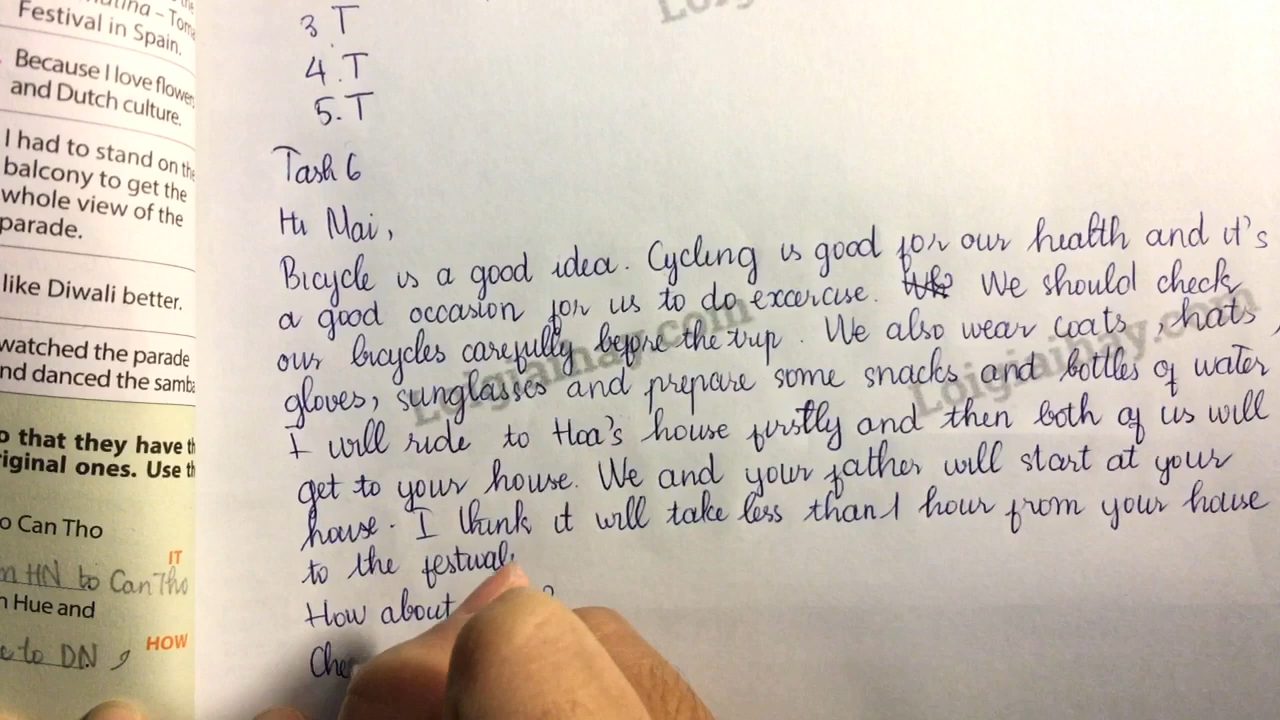 Festival in Spain.
Because I love flowers
and Dutch culture.
I had to stand on the
balcony to get the
whole view of the
parade.
like Diwali better.
watched the parade
nd danced the samba
o that they have th
riginal ones. Use th
o Can Tho
IT
m HN to Can Tho
n Hue and
HOW
e to DN,
3 T
4. T
5. T
Task 6
Hi Mai,
Bicycle is a good idea. Cycling is good for our health and it's
a good occasion for us to do excercise. We should check
our bicycles carefully before the trip. We also wear coats, hats,
gloves, sunglasses and prepare some snacks and bottles of water
I will ride to Hoa's house firstly and then both of us will
get to your house. We and your father will start at your
house. I think it will take less than 1 hour from your house
to the festival.
How about ?
Che
Loigiaihay.com
Loigiaihay.com